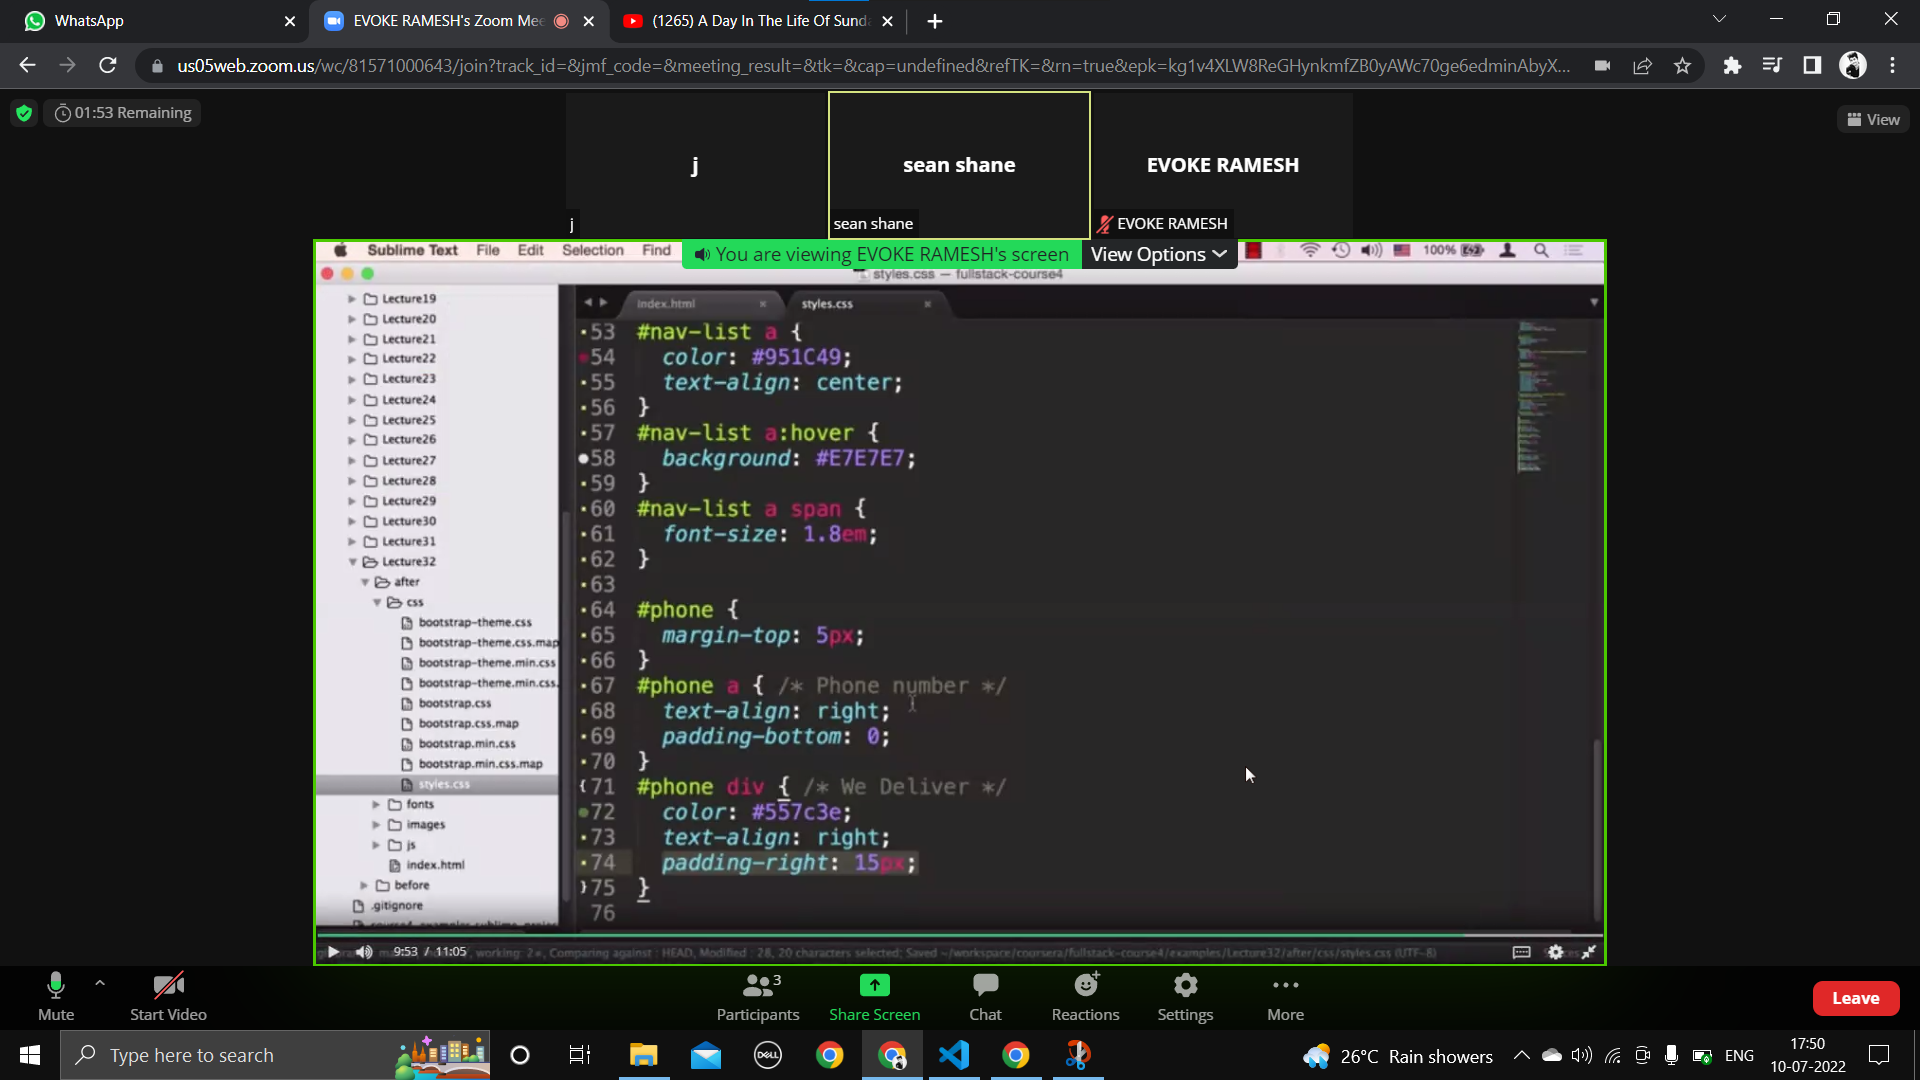 WhatsApp
EVOKE RAMESH's Zoom Mee
(1265) A Day In The Life Of Sunda
us05web.zoom.us/wc/81571000643/join?track_id=&jmf_code=&meeting_result=&tk=&cap=undefined&refTK=&rn=true&epk=kg1v4XLW8ReGHynkmfZB0yAWc70ge6edminAbyX...
01:53 Remaining
View
j
sean shane
EVOKE RAMESH
j
sean shane
EVOKE RAMESH
Sublime Text File Edit Selection Find
You are viewing EVOKE RAMESH's screen
View Options
100%
styles.css — fullstack-course4
Lecture19
Lecture20
Lecture21
Lecture22
Lecture23
Lecture24
Lecture25
Lecture26
Lecture27
Lecture28
Lecture29
Lecture30
Lecture31
Lecture32
after
css
bootstrap-theme.css
bootstrap-theme.css.map
bootstrap-theme.min.css
bootstrap-theme.min.css.
bootstrap.css
bootstrap.css.map
bootstrap.min.css
bootstrap.min.css.map
styles.css
fonts
images
js
index.html
before
.gitignore
index.html
styles.css
53 #nav-list a {
54 color: #951C49;
55 text-align: center;
56 }
57 #nav-list a:hover {
58 background: #E7E7E7;
59 }
60 #nav-list a span {
61 font-size: 1.8em;
62 }
63
64 #phone {
65 margin-top: 5px;
66 }
67 #phone a { /* Phone number */
68 text-align: right;
69 padding-bottom: 0;
70 }
71 #phone div { /* We Deliver */
72 color: #557c3e;
73 text-align: right;
74 padding-right: 15px;
75 }
76
9:53 / 11:05
working: 2≠, Comparing against : HEAD, Modified : 28, 20 characters selected; Saved ~/workspace/coursera/fullstack-course4/examples/Lecture32/after/css/styles.css (UTF-8)
Mute
Start Video
3
Participants
Share Screen
Chat
Reactions
Settings
More
Leave
Type here to search
DELL
26°C Rain showers
ENG
17:50
10-07-2022